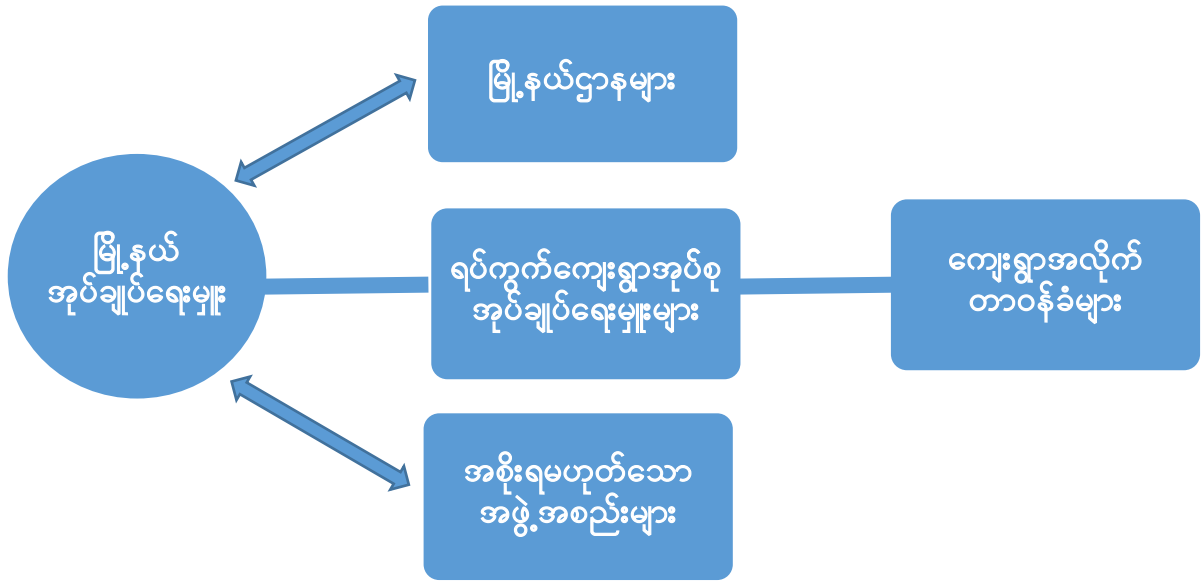 မြို့နယ်ဌာနများ
မြို့နယ်
အုပ်ချုပ်ရေးမှူး
ရပ်ကွက်ကျေးရွာအုပ်စု
အုပ်ချုပ်ရေးမှူးများ
ကျေးရွာအလိုက်
တာဝန်ခံများ
အစိုးရမဟုတ်သော
အဖွဲ့အစည်းများ